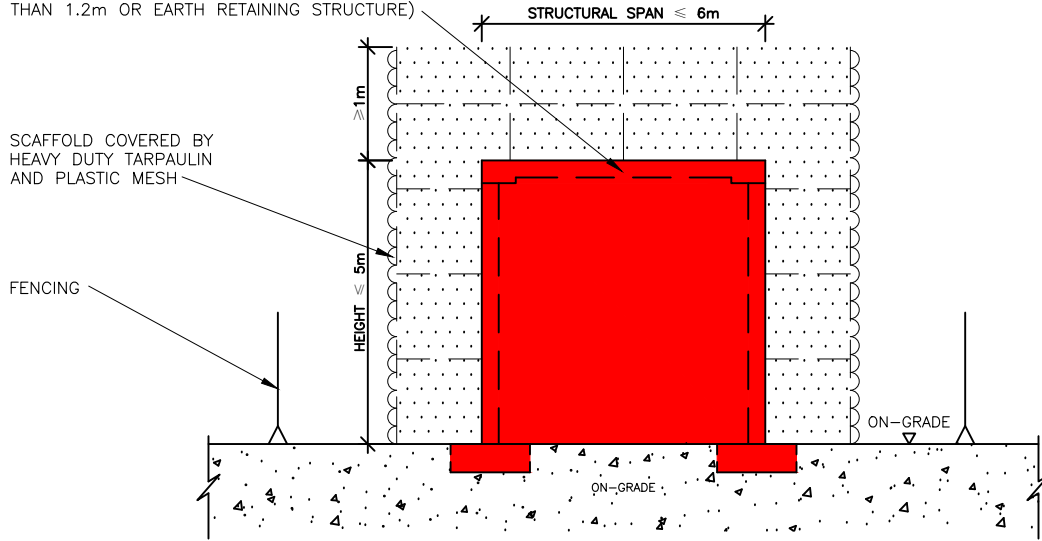 THAN 1.2m OR EARTH RETAINING STRUCTURE)
STRUCTURAL SPAN ≤ 6m
≥1m
SCAFFOLD COVERED BY
HEAVY DUTY TARPAULIN
AND PLASTIC MESH
HEIGHT ≤ 5m
FENCING
ON-GRADE
ON-GRADE